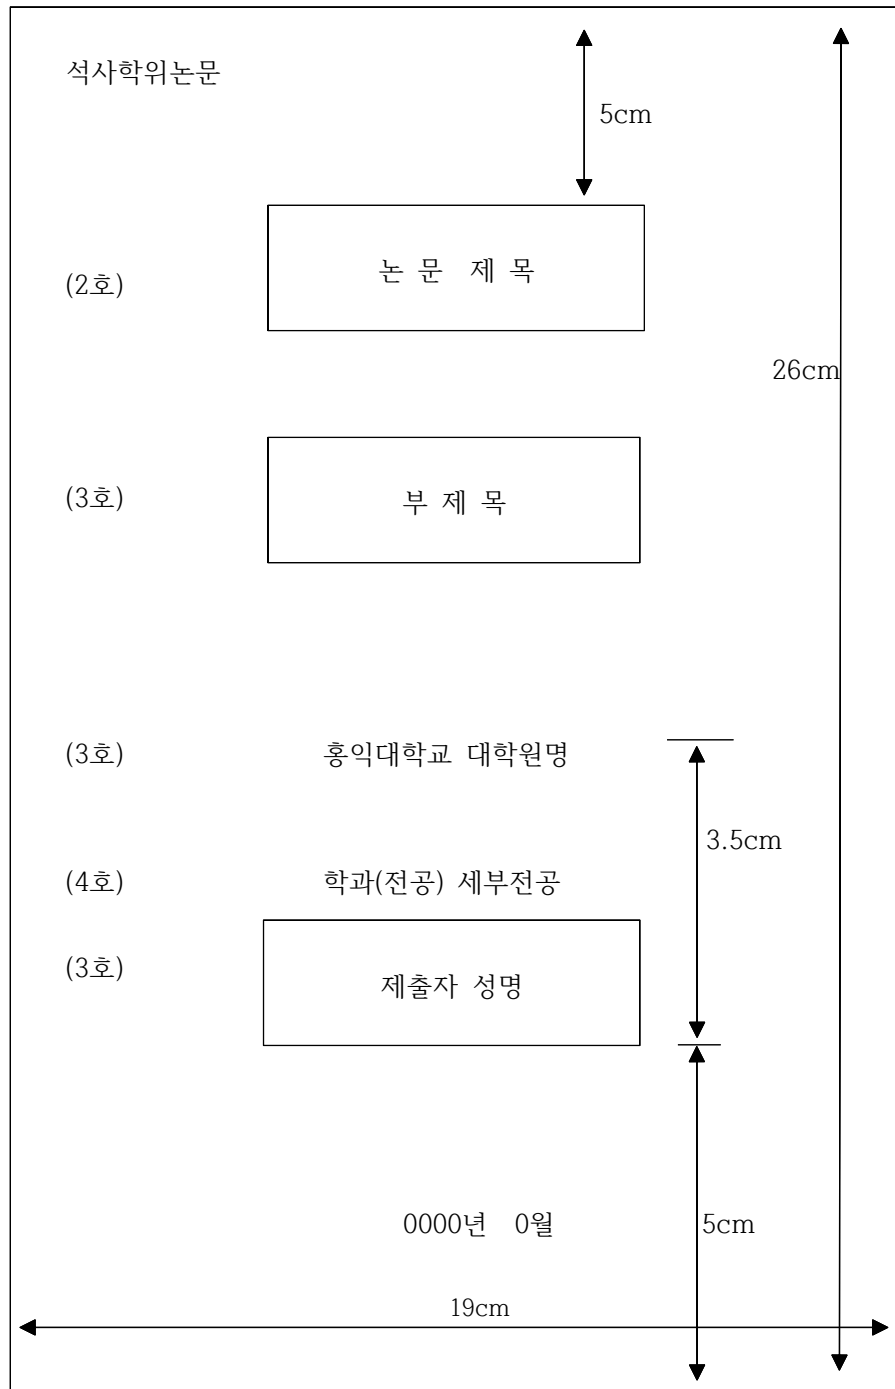 석사학위논문
5cm
논 문 제 목
(2호)
26cm
(3호) 부 제 목
(3호) 홍익대학교 대학원명
3.5cm
(4호) 학과(전공) 세부전공
(3호) 제출자 성명
0000년 0월 5cm
19cm